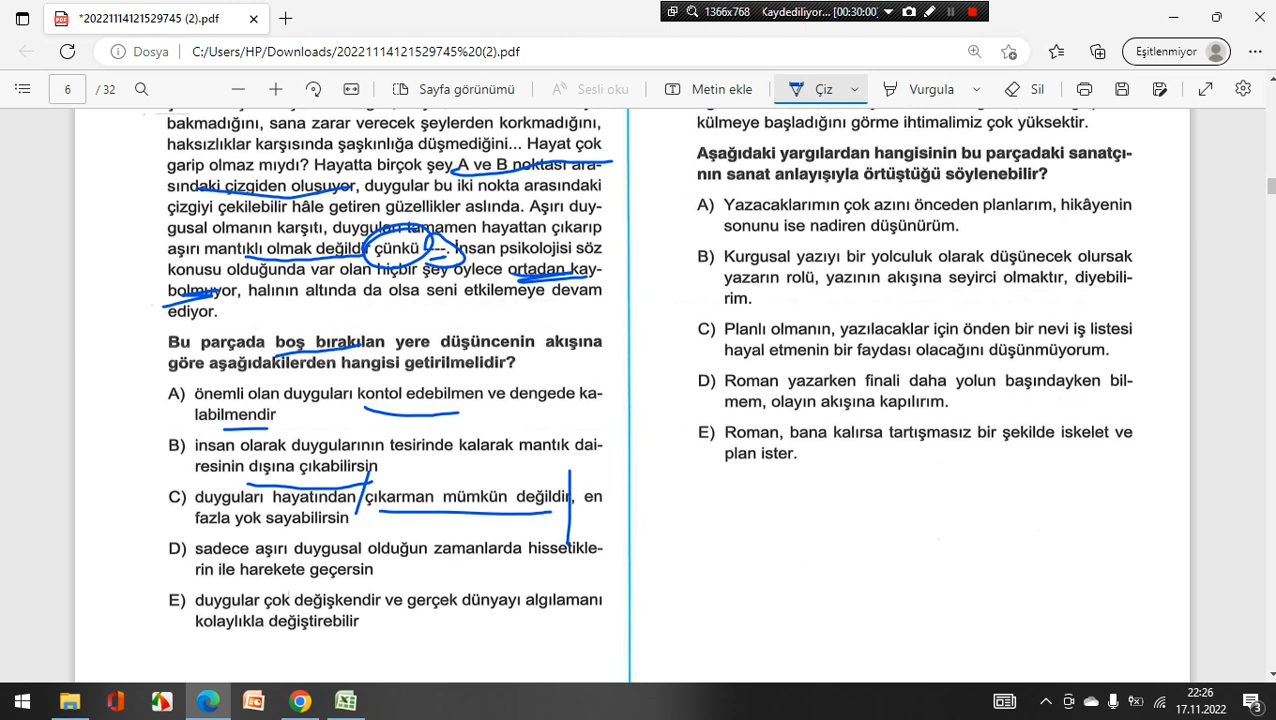 *20221114121529745 (2).pdf
1366x768 Kaydediliyor... [00:30:00]
Dosya C:/Users/HP/Downloads/20221114121529745%20(2).pdf
Eşitlenmiyor
6 / 32
Sayfa görünümü
Sesli oku
Metin ekle
Çiz
Vurgula
Sil
bakmadığını, sana zarar verecek şeylerden korkmadığını,
haksızlıklar karşısında şaşkınlığa düşmediğini... Hayat çok
garip olmaz mıydı? Hayatta birçok şey A ve B noktası ara-
sındaki çizgiden oluşuyor, duygular bu iki nokta arasındaki
çizgiyi çekilebilir hâle getiren güzellikler aslında. Aşırı duy-
gusal olmanın karşıtı, duyguları tamamen hayattan çıkarıp
aşırı mantıklı olmak değildir çünkü ----. İnsan psikolojisi söz
konusu olduğunda var olan hiçbir şey öylece ortadan kay-
bolmuyor, halının altında da olsa seni etkilemeye devam
ediyor.
Bu parçada boş bırakılan yere düşüncenin akışına
göre aşağıdakilerden hangisi getirilmelidir?
A) önemli olan duyguları kontol edebilmen ve dengede ka-
labilmendir
B) insan olarak duygularının tesirinde kalarak mantık dai-
resinin dışına çıkabilirsin
C) duyguları hayatından çıkarman mümkün değildir, en
fazla yok sayabilirsin
D) sadece aşırı duygusal olduğun zamanlarda hissetikle-
rin ile harekete geçersin
E) duygular çok değişkendir ve gerçek dünyayı algılamanı
kolaylıkla değiştirebilir
külmeye başladığını görme ihtimalimiz çok yüksektir.
Aşağıdaki yargılardan hangisinin bu parçadaki sanatçı-
nın sanat anlayışıyla örtüştüğü söylenebilir?
A) Yazacaklarımın çok azını önceden planlarım, hikâyenin
sonunu ise nadiren düşünürüm.
B) Kurgusal yazıyı bir yolculuk olarak düşünecek olursak
yazarın rolü, yazının akışına seyirci olmaktır, diyebili-
rim.
C) Planlı olmanın, yazılacaklar için önden bir nevi iş listesi
hayal etmenin bir faydası olacağını düşünmüyorum.
D) Roman yazarken finali daha yolun başındayken bil-
mem, olayın akışına kapılırım.
E) Roman, bana kalırsa tartışmasız bir şekilde iskelet ve
plan ister.
22:26
17.11.2022
3